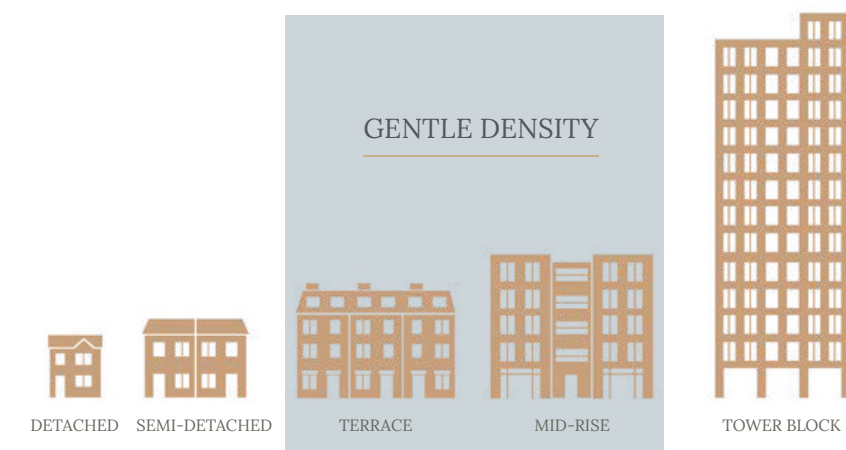 GENTLE DENSITY
DETACHED SEMI-DETACHED TERRACE MID-RISE TOWER BLOCK